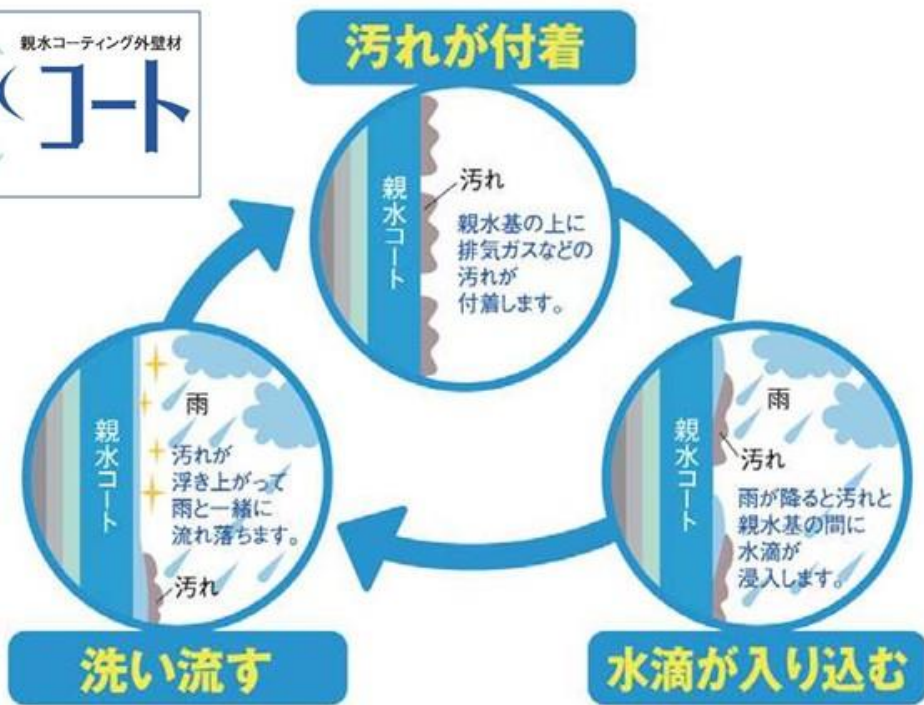 親水コーティング外壁材
コート
汚れが付着
親水コート
汚れ
親水基の上に
排気ガスなどの
汚れが
付着します。
親水コート
雨
汚れ
雨が降ると汚れと
親水基の間に
水滴が
浸入します。
水滴が入り込む
親水コート
雨
汚れが
浮き上がって
雨と一緒に
流れ落ちます。
汚れ
洗い流す